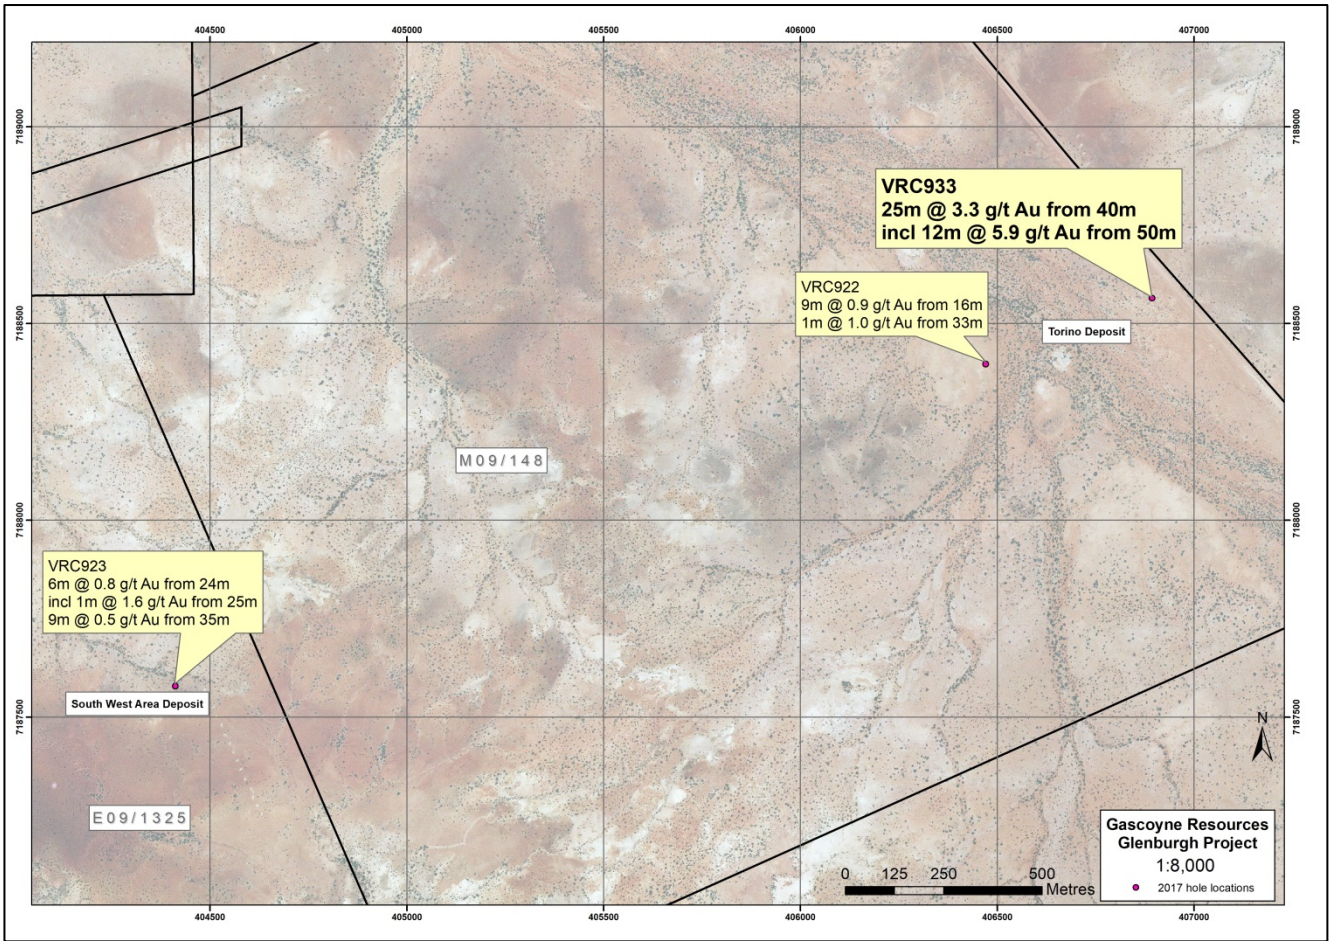 404500
405000
405500
406000
406500
407000
7189000
7189000
VRC933
25m @ 3.3 g/t Au from 40m
incl 12m @ 5.9 g/t Au from 50m
VRC922
9m @ 0.9 g/t Au from 16m
1m @ 1.0 g/t Au from 33m
7188500
7188500
Torino Deposit
M09/148
7188000
7188000
VRC923
6m @ 0.8 g/t Au from 24m
incl 1m @ 1.6 g/t Au from 25m
9m @ 0.5 g/t Au from 35m
South West Area Deposit
7187500
7187500
N
E09/1325
Gascoyne Resources
Glenburgh Project
1:8,000
2017 hole locations
0 125 250 500
Metres
404500
405000
405500
406000
406500
407000